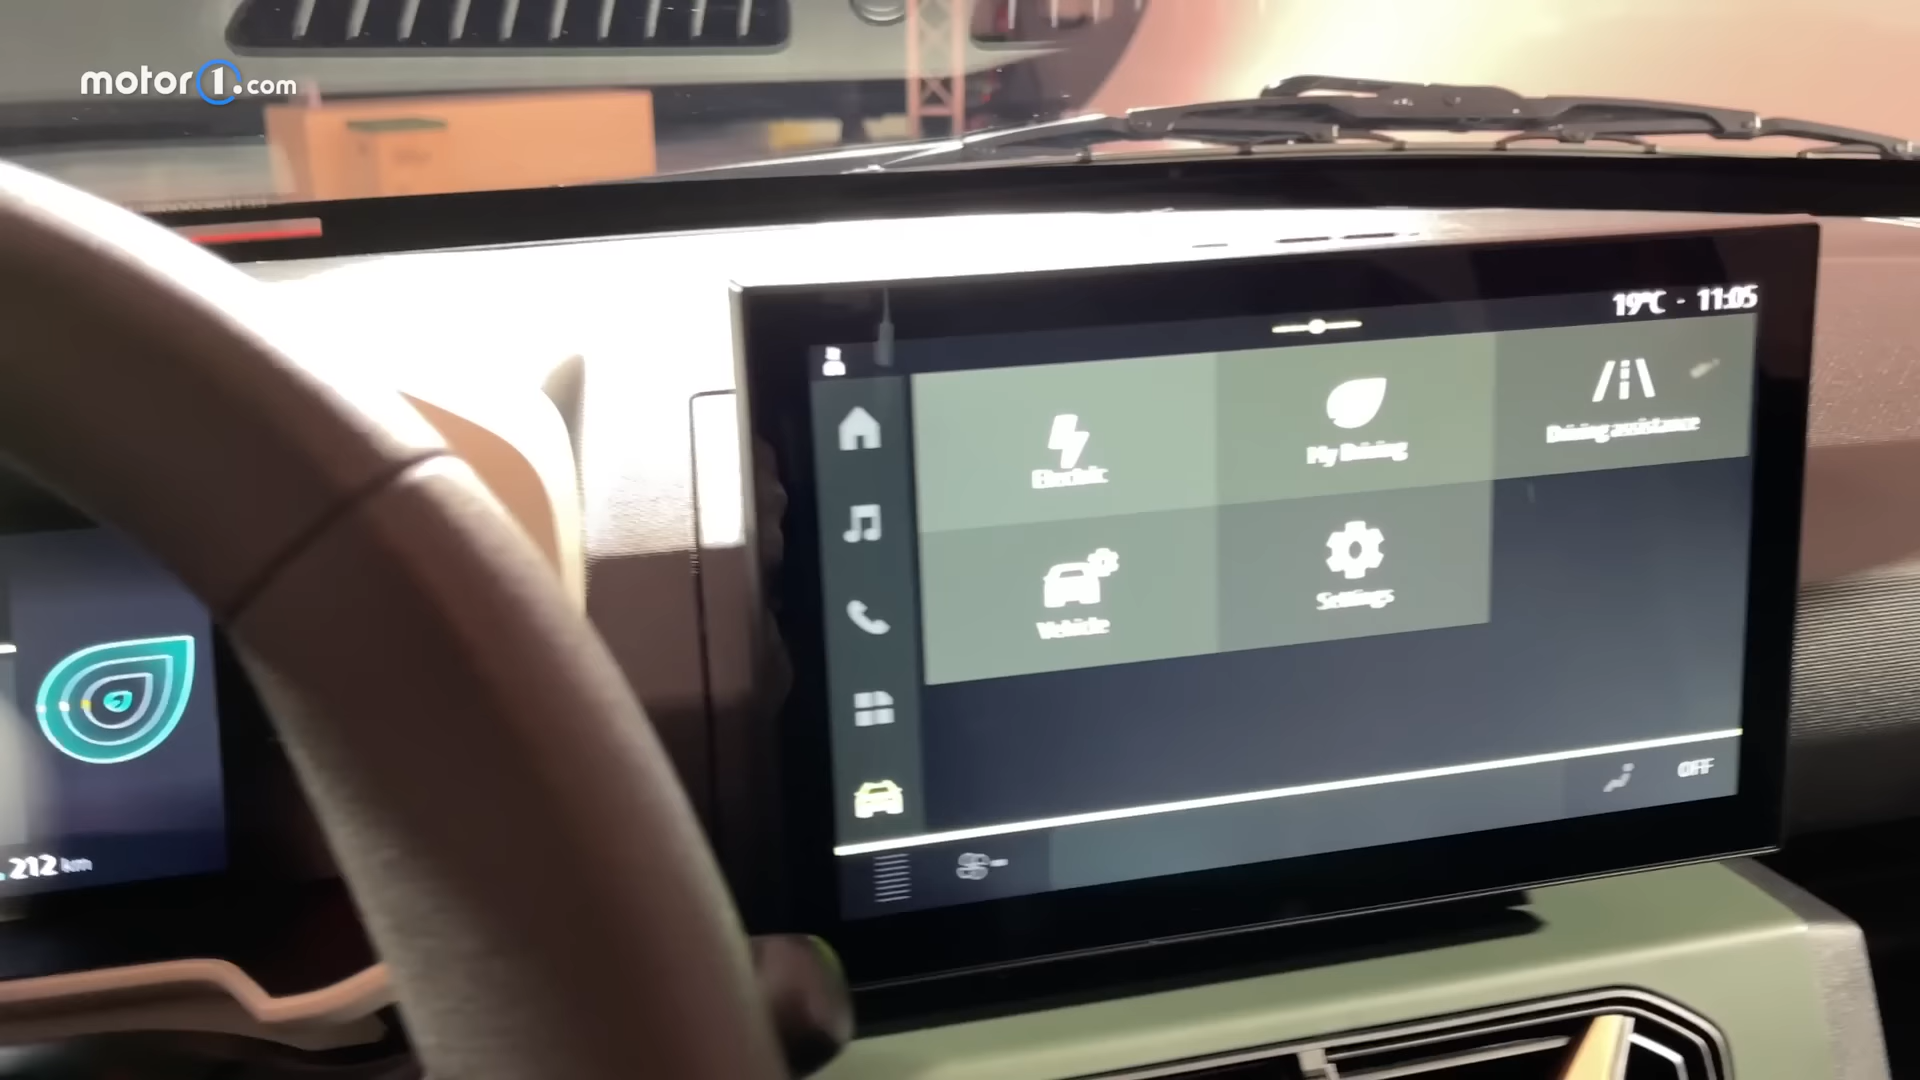 motor1.com
19°C - 11:05
Electric
My Driving
Driving assistance
Vehicle
Settings
OFF
212 km